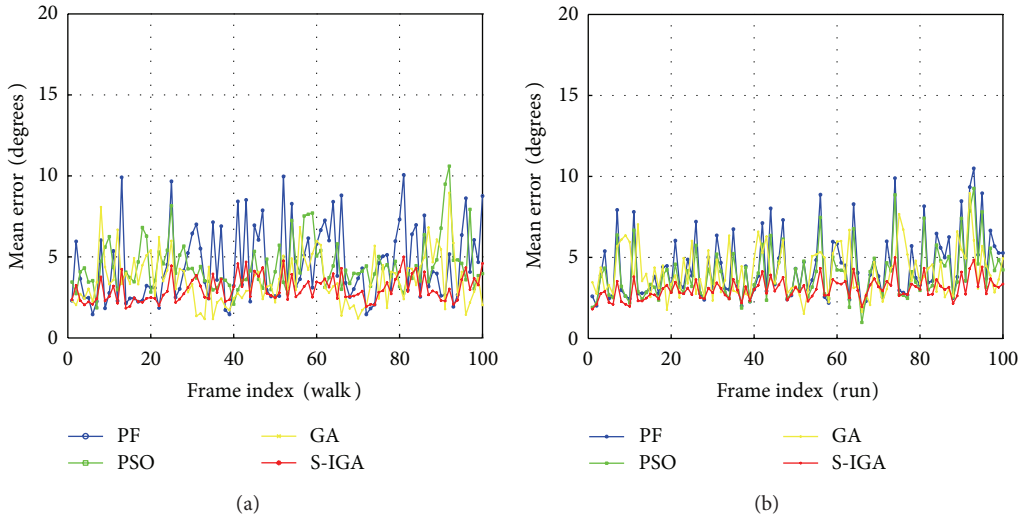 20
15
10
5
0
Mean error (degrees)
0
20
40
60
80
100
Frame index (walk)
PF
GA
PSO
S-IGA
(a)
20
15
10
5
0
Mean error (degrees)
0
20
40
60
80
100
Frame index (run)
PF
GA
PSO
S-IGA
(b)